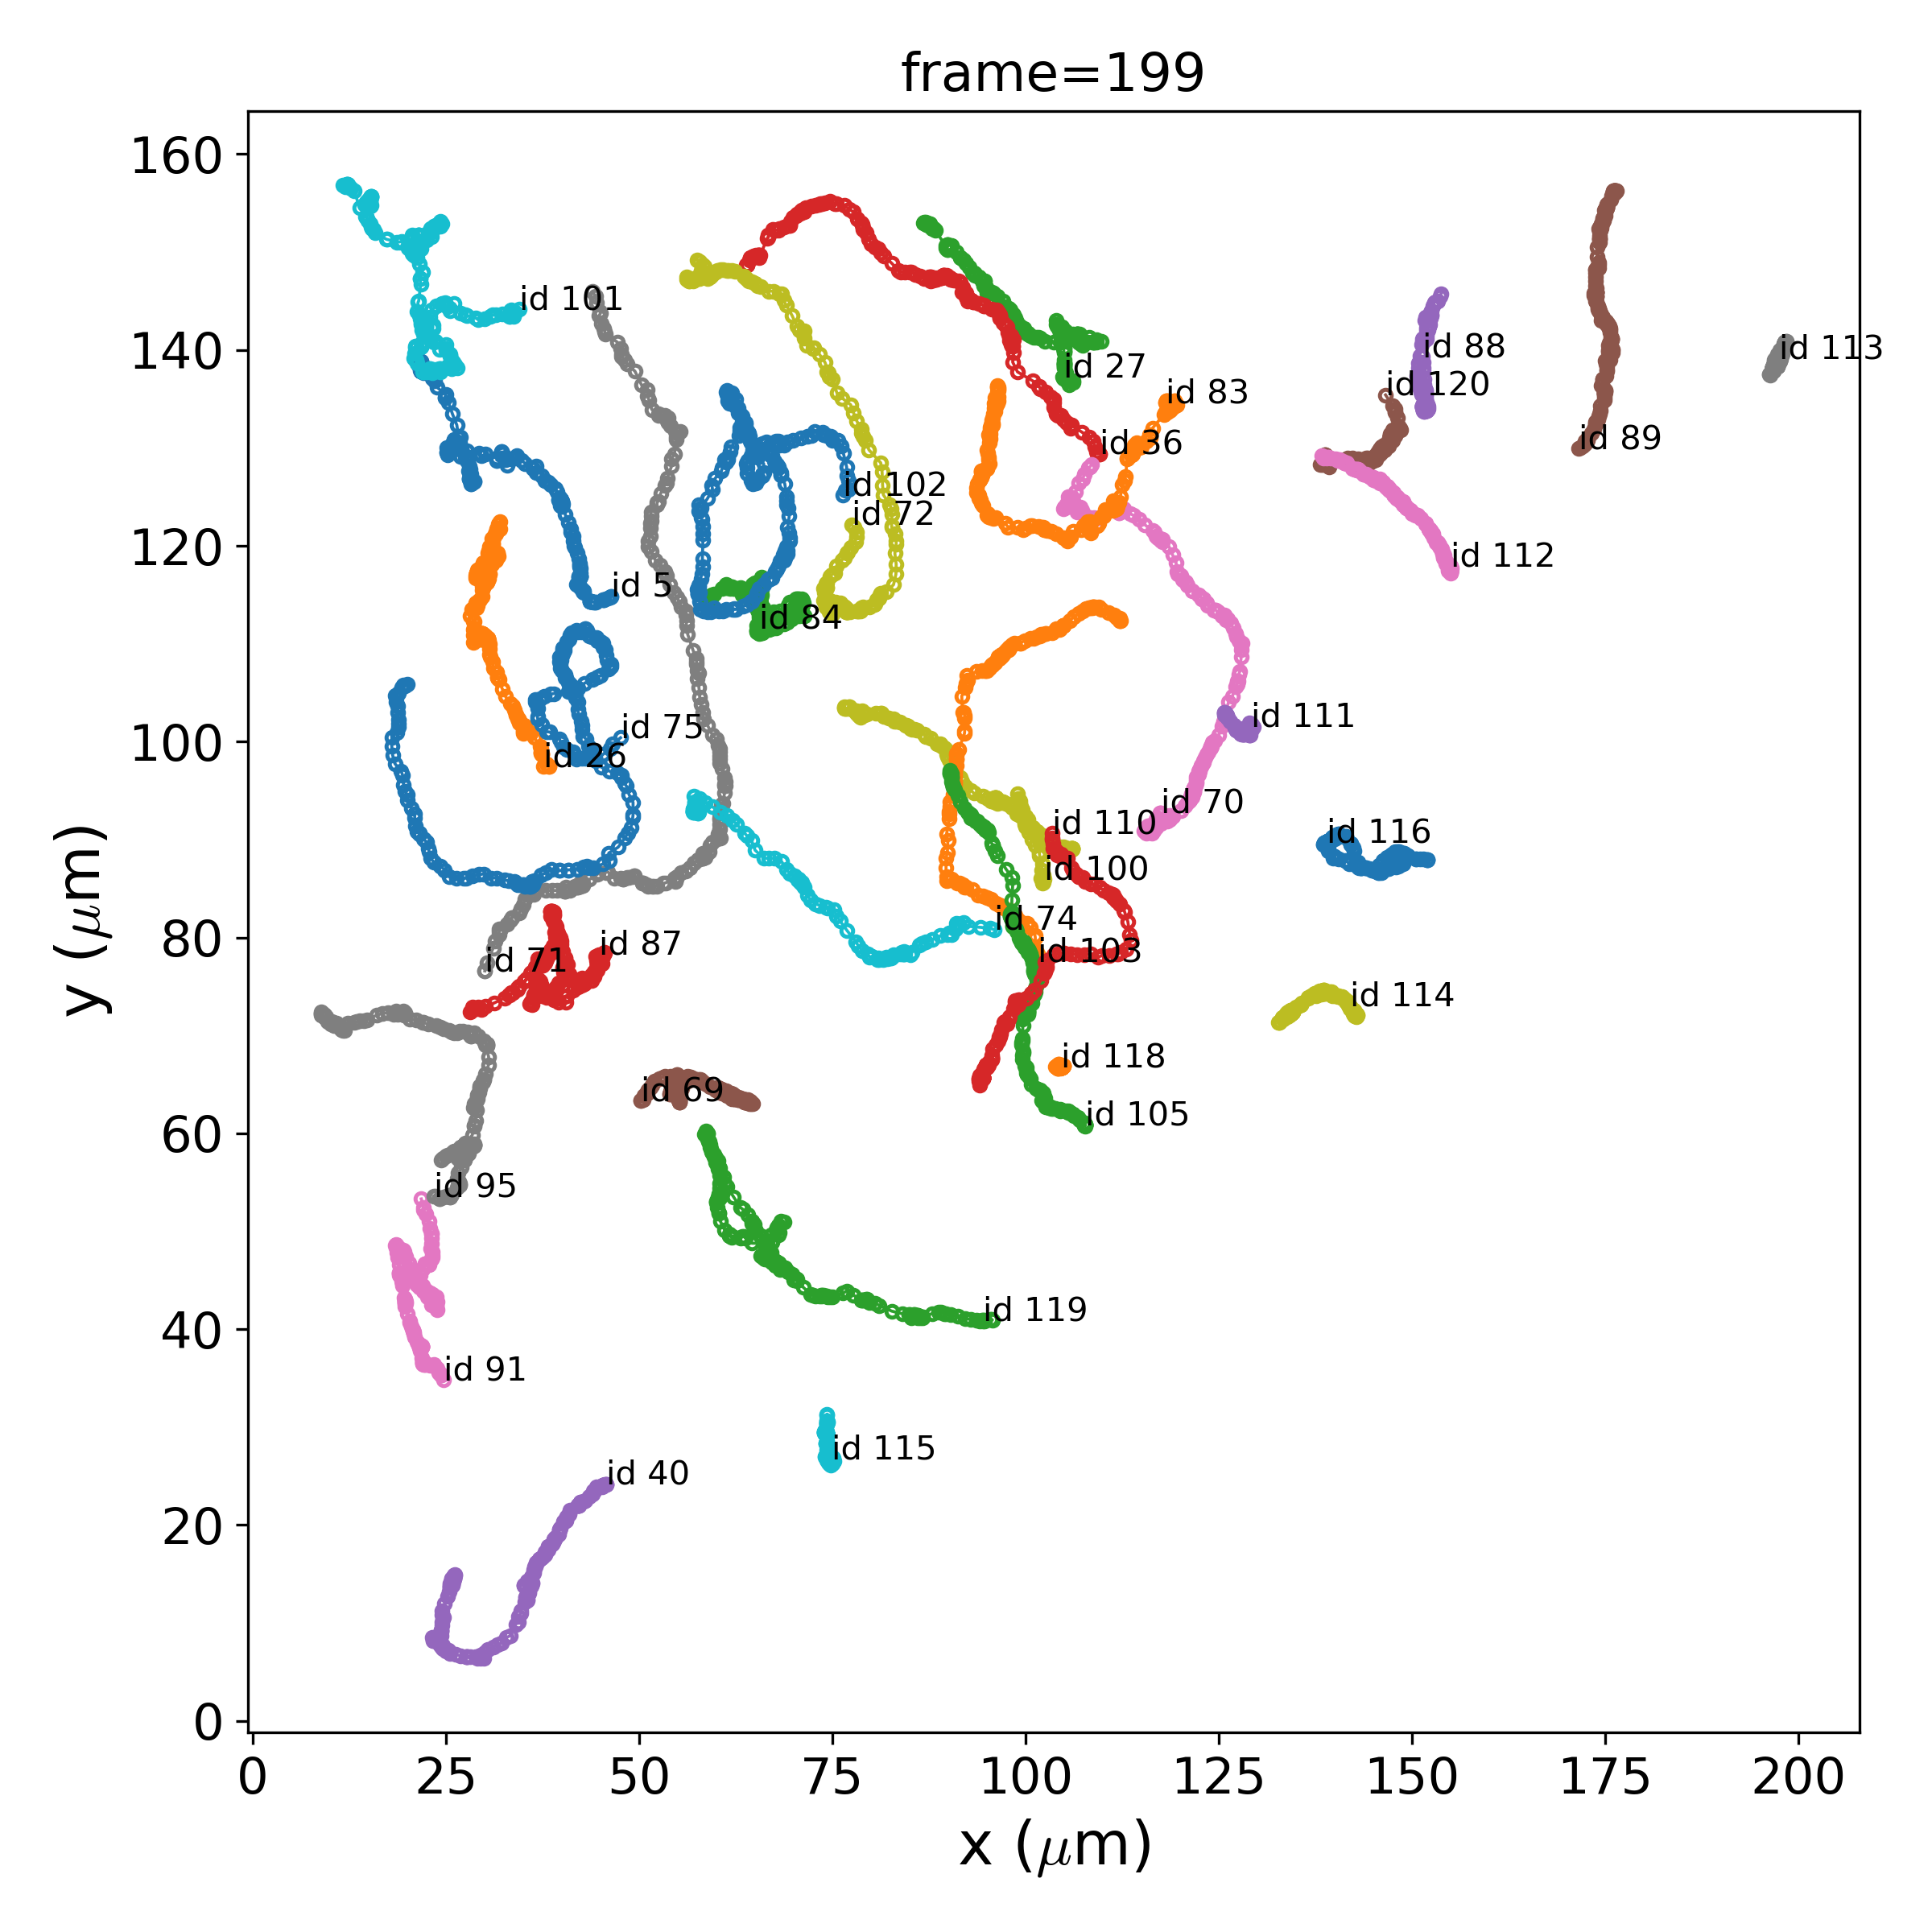 frame=199
160
140
120
100
80
60
40
20
0
y (μm)
id 101
id 27
id 83
id 36
id 88
id 120
id 113
id 89
id 102
id 72
id 112
id 5
id 84
id 75
id 26
id 111
id 70
id 110
id 100
id 116
id 74
id 103
id 71
id 87
id 114
id 118
id 69
id 105
id 95
id 119
id 91
id 115
id 40
0 25 50 75 100 125 150 175 200
x (μm)